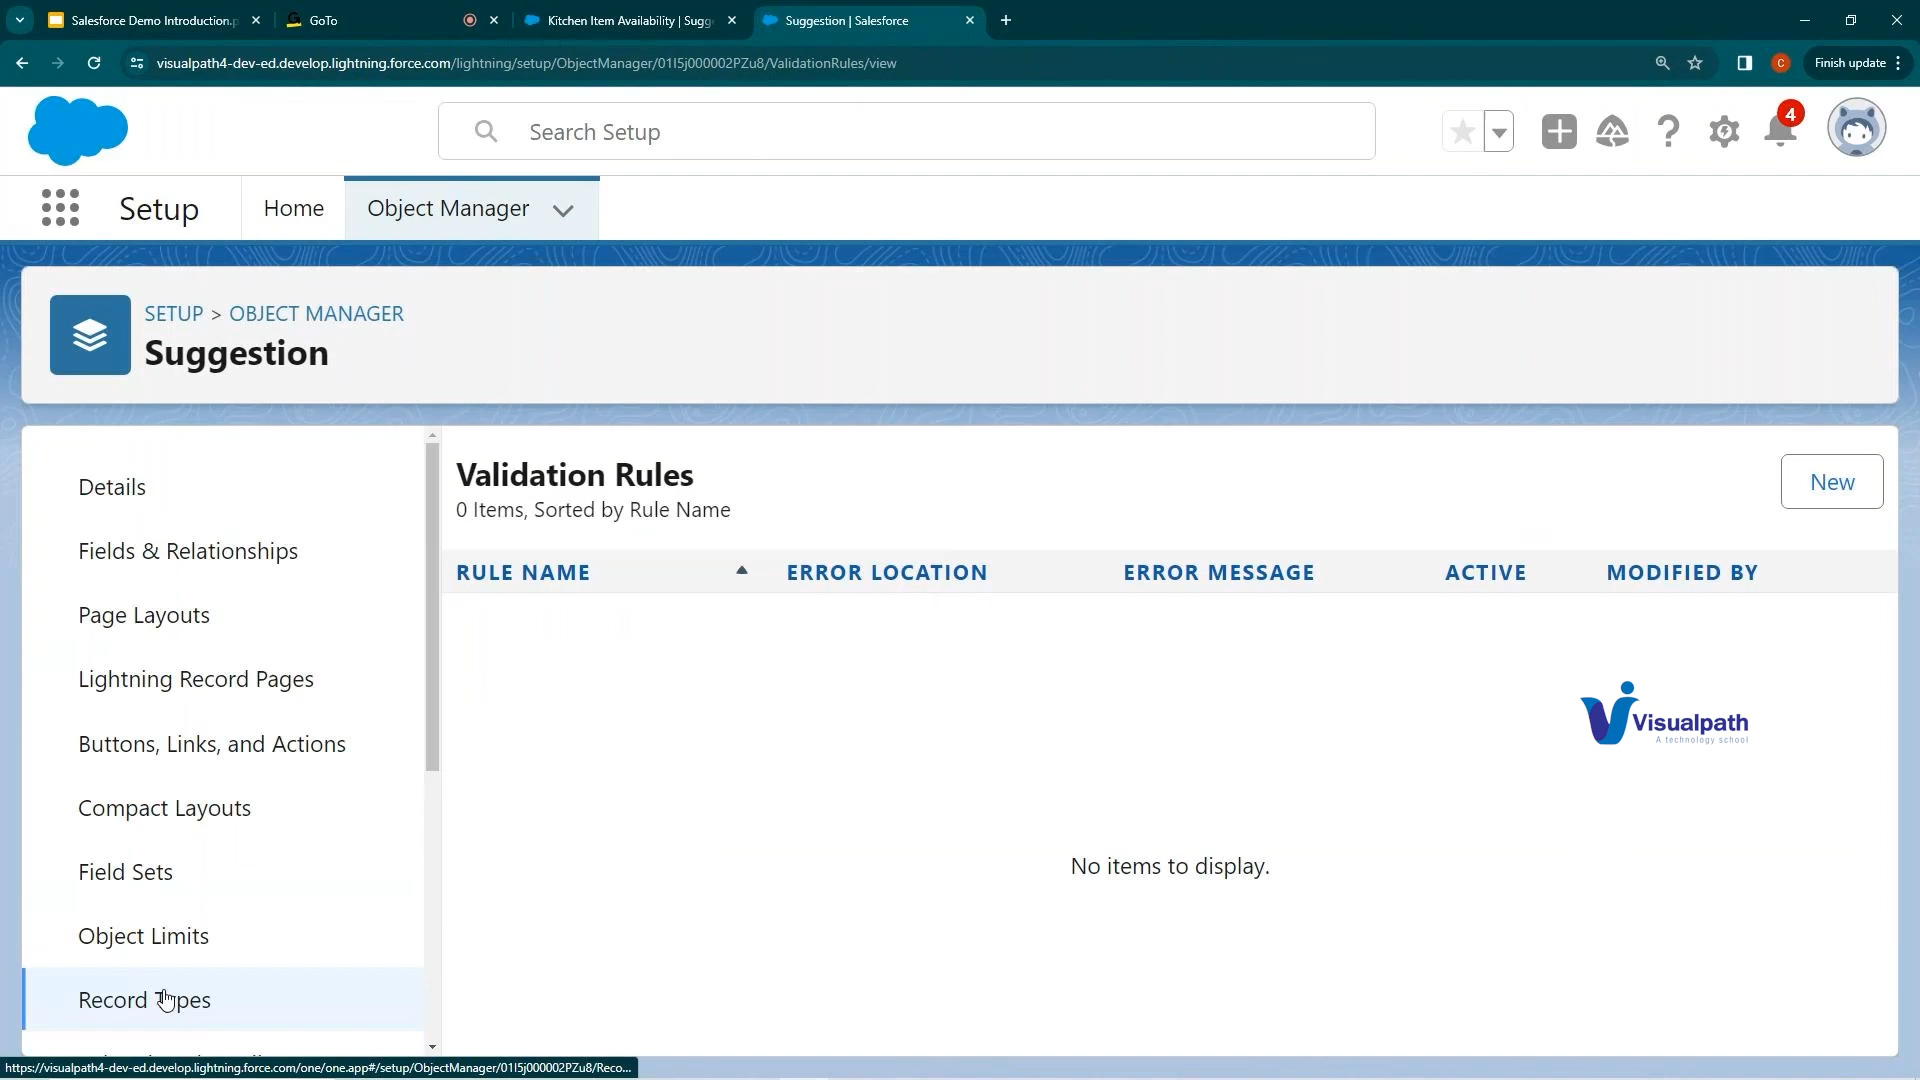 Salesforce Demo Introduction.p
GoTo
Kitchen Item Availability | Sugg
Suggestion | Salesforce
visualpath4-dev-ed.develop.lightning.force.com/lightning/setup/ObjectManager/01I5j000002PZu8/ValidationRules/view
C
Finish update
Search Setup
4
Setup
Home
Object Manager
SETUP > OBJECT MANAGER
Suggestion
Details
Fields & Relationships
Page Layouts
Lightning Record Pages
Buttons, Links, and Actions
Compact Layouts
Field Sets
Object Limits
Record Types
Validation Rules
0 Items, Sorted by Rule Name
New
RULE NAME
ERROR LOCATION
ERROR MESSAGE
ACTIVE
MODIFIED BY
Visualpath
A technology school
No items to display.
https://visualpath4-dev-ed.develop.lightning.force.com/one/one.app#/setup/ObjectManager/01I5j000002PZu8/Reco...